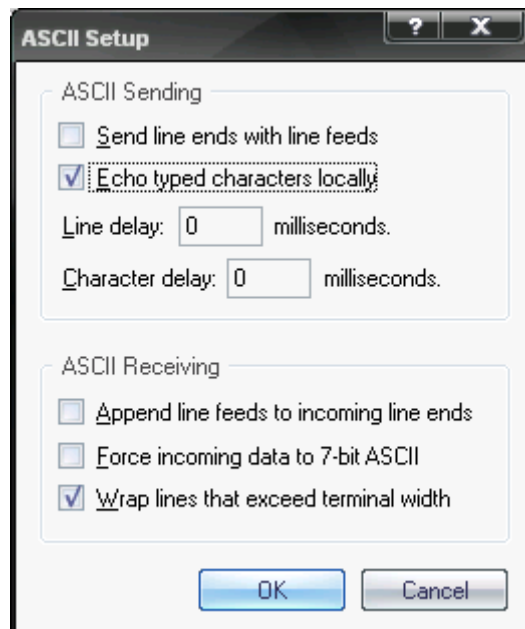 ASCII Setup
?
X
ASCII Sending
Send line ends with line feeds
Echo typed characters locally
Line delay: 0 milliseconds.
Character delay: 0 milliseconds.
ASCII Receiving
Append line feeds to incoming line ends
Force incoming data to 7-bit ASCII
Wrap lines that exceed terminal width
OK Cancel